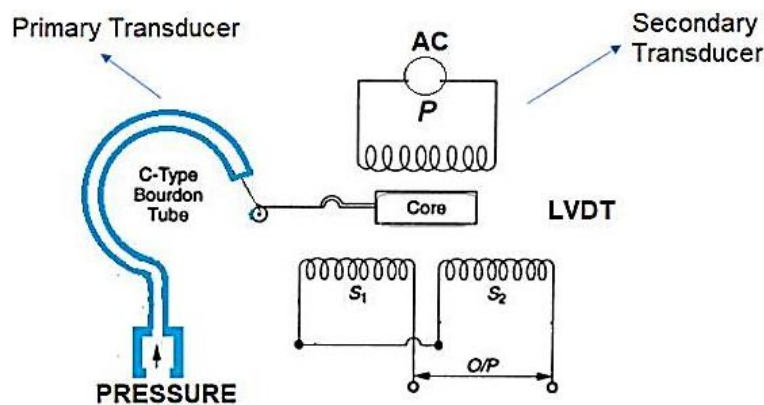 Primary Transducer
Secondary
Transducer
AC
P
C-Type
Bourdon
Tube
Core
LVDT
S1
S2
O/P
PRESSURE